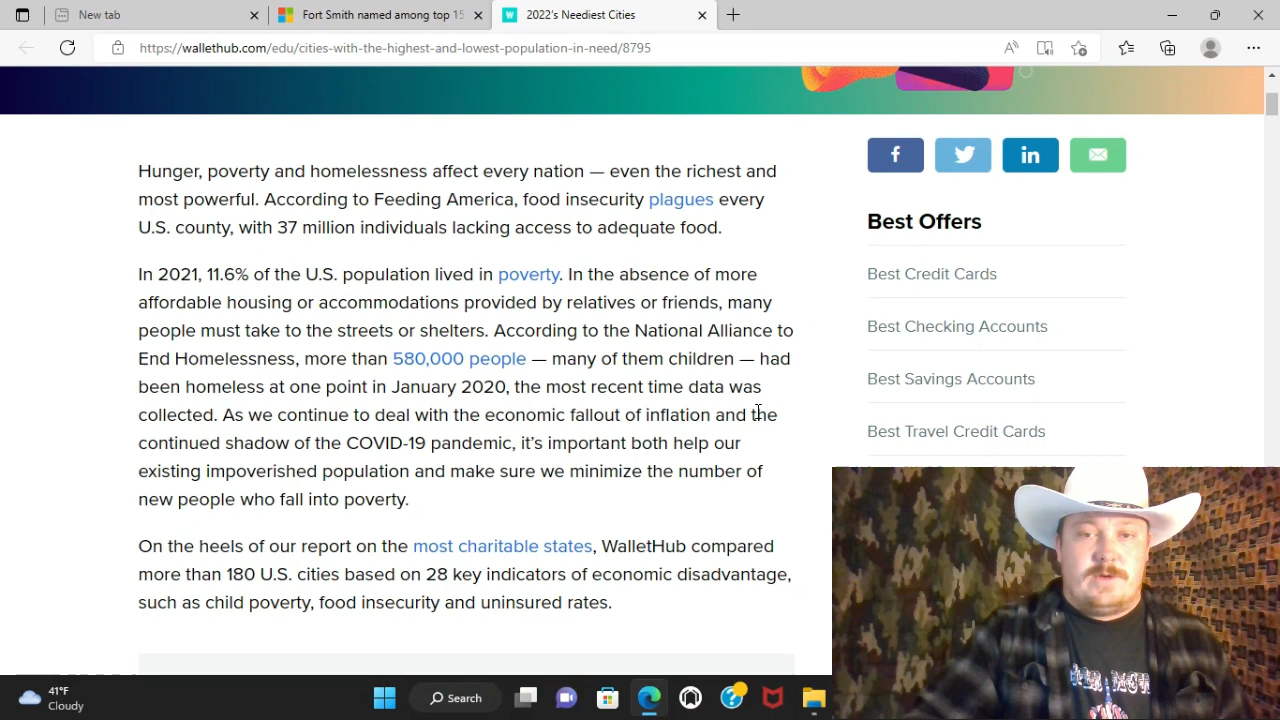 New tab
Fort Smith named among top 15
2022's Neediest Cities
https://wallethub.com/edu/cities-with-the-highest-and-lowest-population-in-need/8795
Hunger, poverty and homelessness affect every nation — even the richest and
most powerful. According to Feeding America, food insecurity plagues every
U.S. county, with 37 million individuals lacking access to adequate food.
In 2021, 11.6% of the U.S. population lived in poverty. In the absence of more
affordable housing or accommodations provided by relatives or friends, many
people must take to the streets or shelters. According to the National Alliance to
End Homelessness, more than 580,000 people — many of them children — had
been homeless at one point in January 2020, the most recent time data was
collected. As we continue to deal with the economic fallout of inflation and the
continued shadow of the COVID-19 pandemic, it's important both help our
existing impoverished population and make sure we minimize the number of
new people who fall into poverty.
On the heels of our report on the most charitable states, WalletHub compared
more than 180 U.S. cities based on 28 key indicators of economic disadvantage,
such as child poverty, food insecurity and uninsured rates.
Best Offers
Best Credit Cards
Best Checking Accounts
Best Savings Accounts
Best Travel Credit Cards
41°F
Cloudy
Search